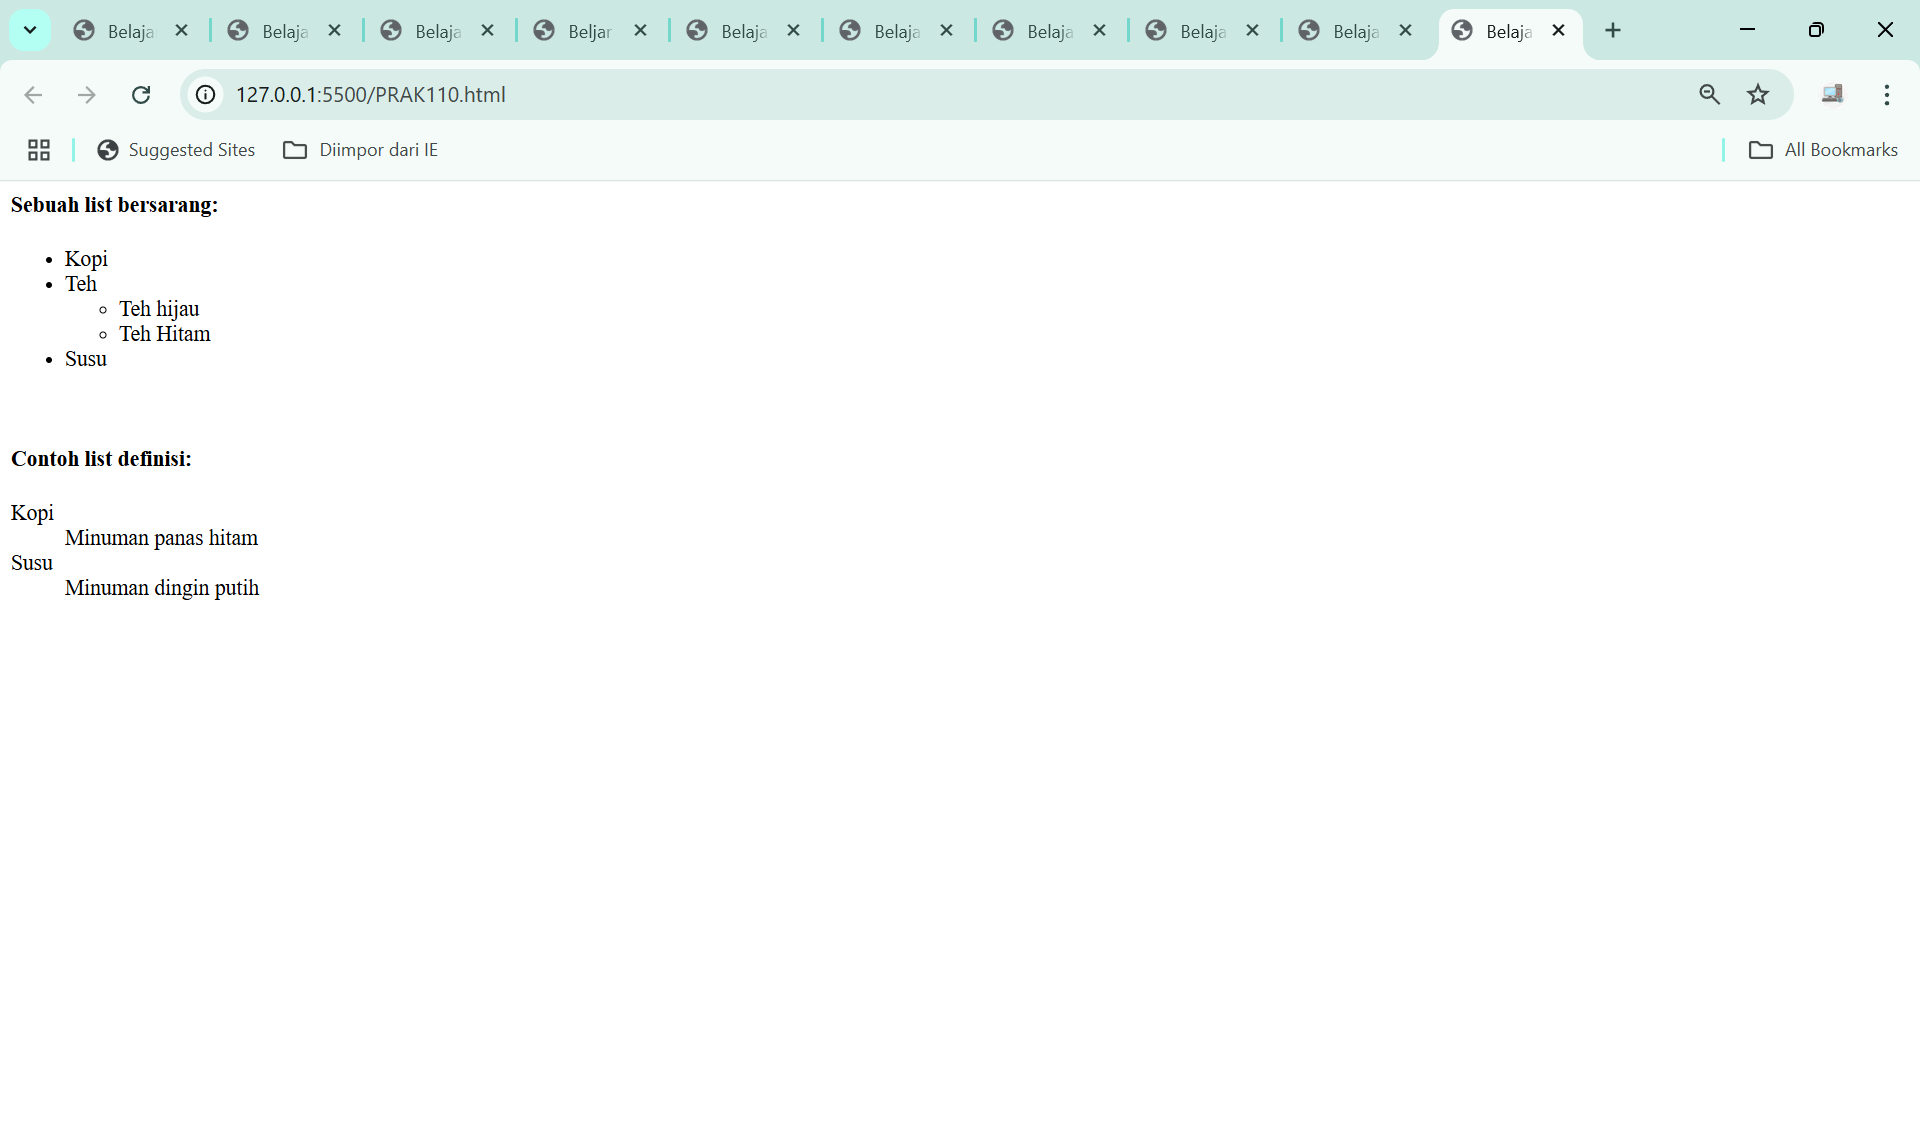 Belaja Belaja Belaja Beljar Belaja Belaja Belaja Belaja Belaja Belaja
127.0.0.1:5500/PRAK110.html
Suggested Sites Diimpor dari IE All Bookmarks
Sebuah list bersarang:
• Kopi
• Teh
◦ Teh hijau
◦ Teh Hitam
• Susu
Contoh list definisi:
Kopi
Minuman panas hitam
Susu
Minuman dingin putih